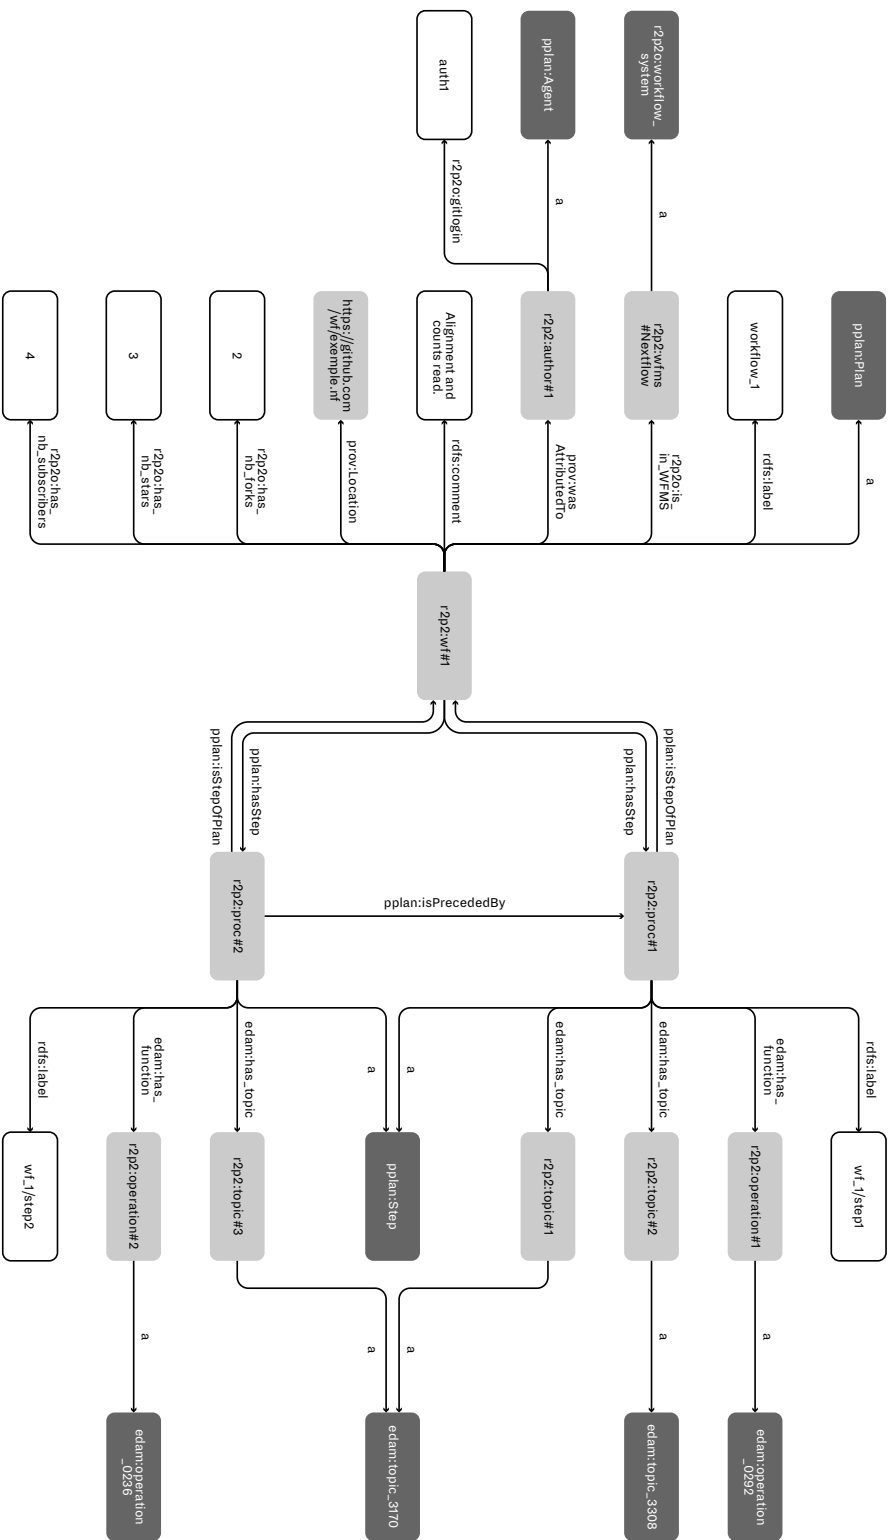 pplan:Plan
a
rdfs:label
wf_1/step1
workflow_1
rdfs:label
edam:has_
function
r2p2:operation#1
a
edam:operation
_0292
r2p2o:workflow_
system
a
r2p2:wfms
#Nextflow
r2p2o:is_
in_WFMS
pplan:isStepOfPlan
pplan:hasStep
r2p2:proc#1
edam:has_topic
r2p2:topic#2
a
edam:topic_3308
pplan:Agent
a
r2p2:author#1
prov:was
AttributedTo
edam:has_topic
r2p2:topic#1
auth1
r2p2o:gitlogin
Alignment and
counts read.
rdfs:comment
r2p2:wf#1
pplan:isPrecededBy
a
a
pplan:Step
a
a
edam:topic_3170
https://github.com
/wf/exemple.nf
prov:Location
2
r2p2o:has_
nb_forks
pplan:hasStep
pplan:isStepOfPlan
r2p2:proc#2
edam:has_topic
r2p2:topic#3
3
r2p2o:has_
nb_stars
edam:has_
function
r2p2:operation#2
a
edam:operation
_0236
4
r2p2o:has_
nb_subscribers
rdfs:label
wf_1/step2